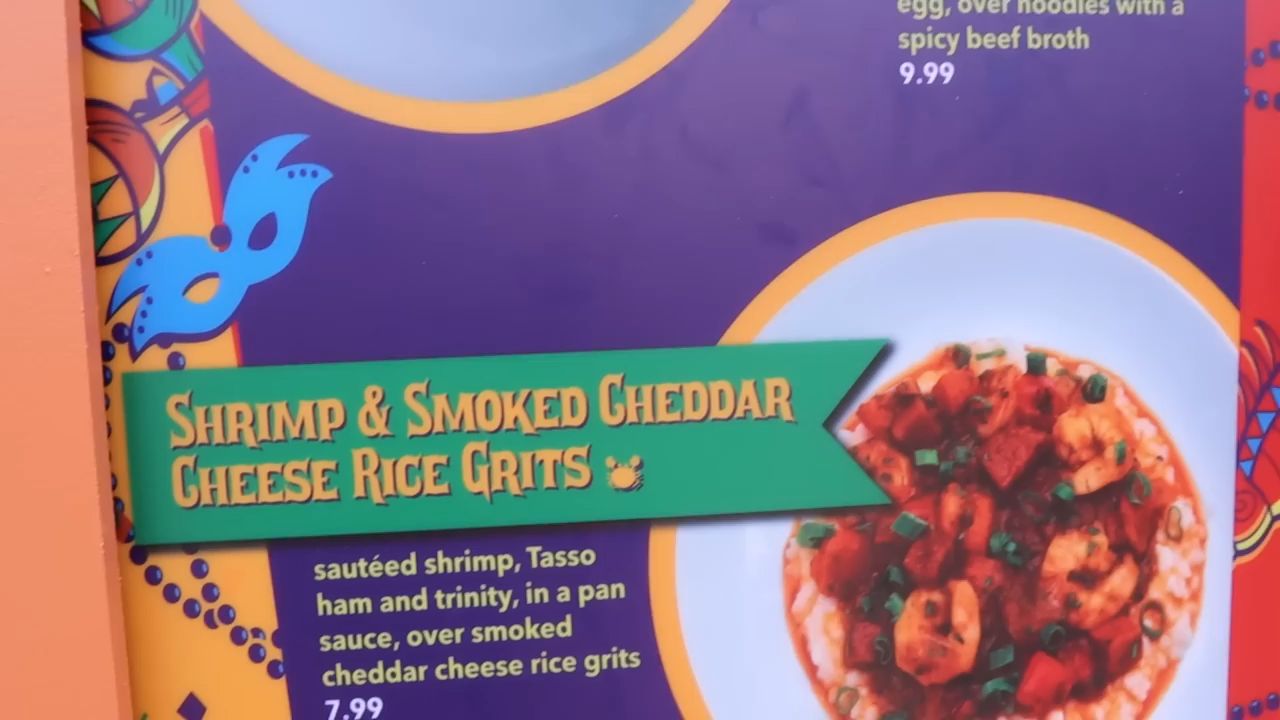 egg, over noodles with a
spicy beef broth
9.99
SHRIMP & SMOKED CHEDDAR
CHEESE RICE GRITS
sautéed shrimp, Tasso
ham and trinity, in a pan
sauce, over smoked
cheddar cheese rice grits
7.99